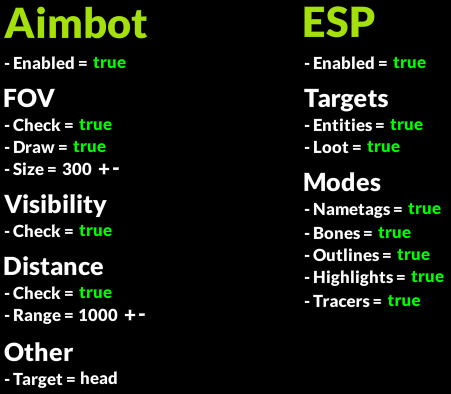 Aimbot
- Enabled = true
FOV
- Check = true
- Draw = true
- Size = 300 + -
Visibility
- Check = true
Distance
- Check = true
- Range = 1000 + -
Other
- Target = head
ESP
- Enabled = true
Targets
- Entities = true
- Loot = true
Modes
- Nametags = true
- Bones = true
- Outlines = true
- Highlights = true
- Tracers = true